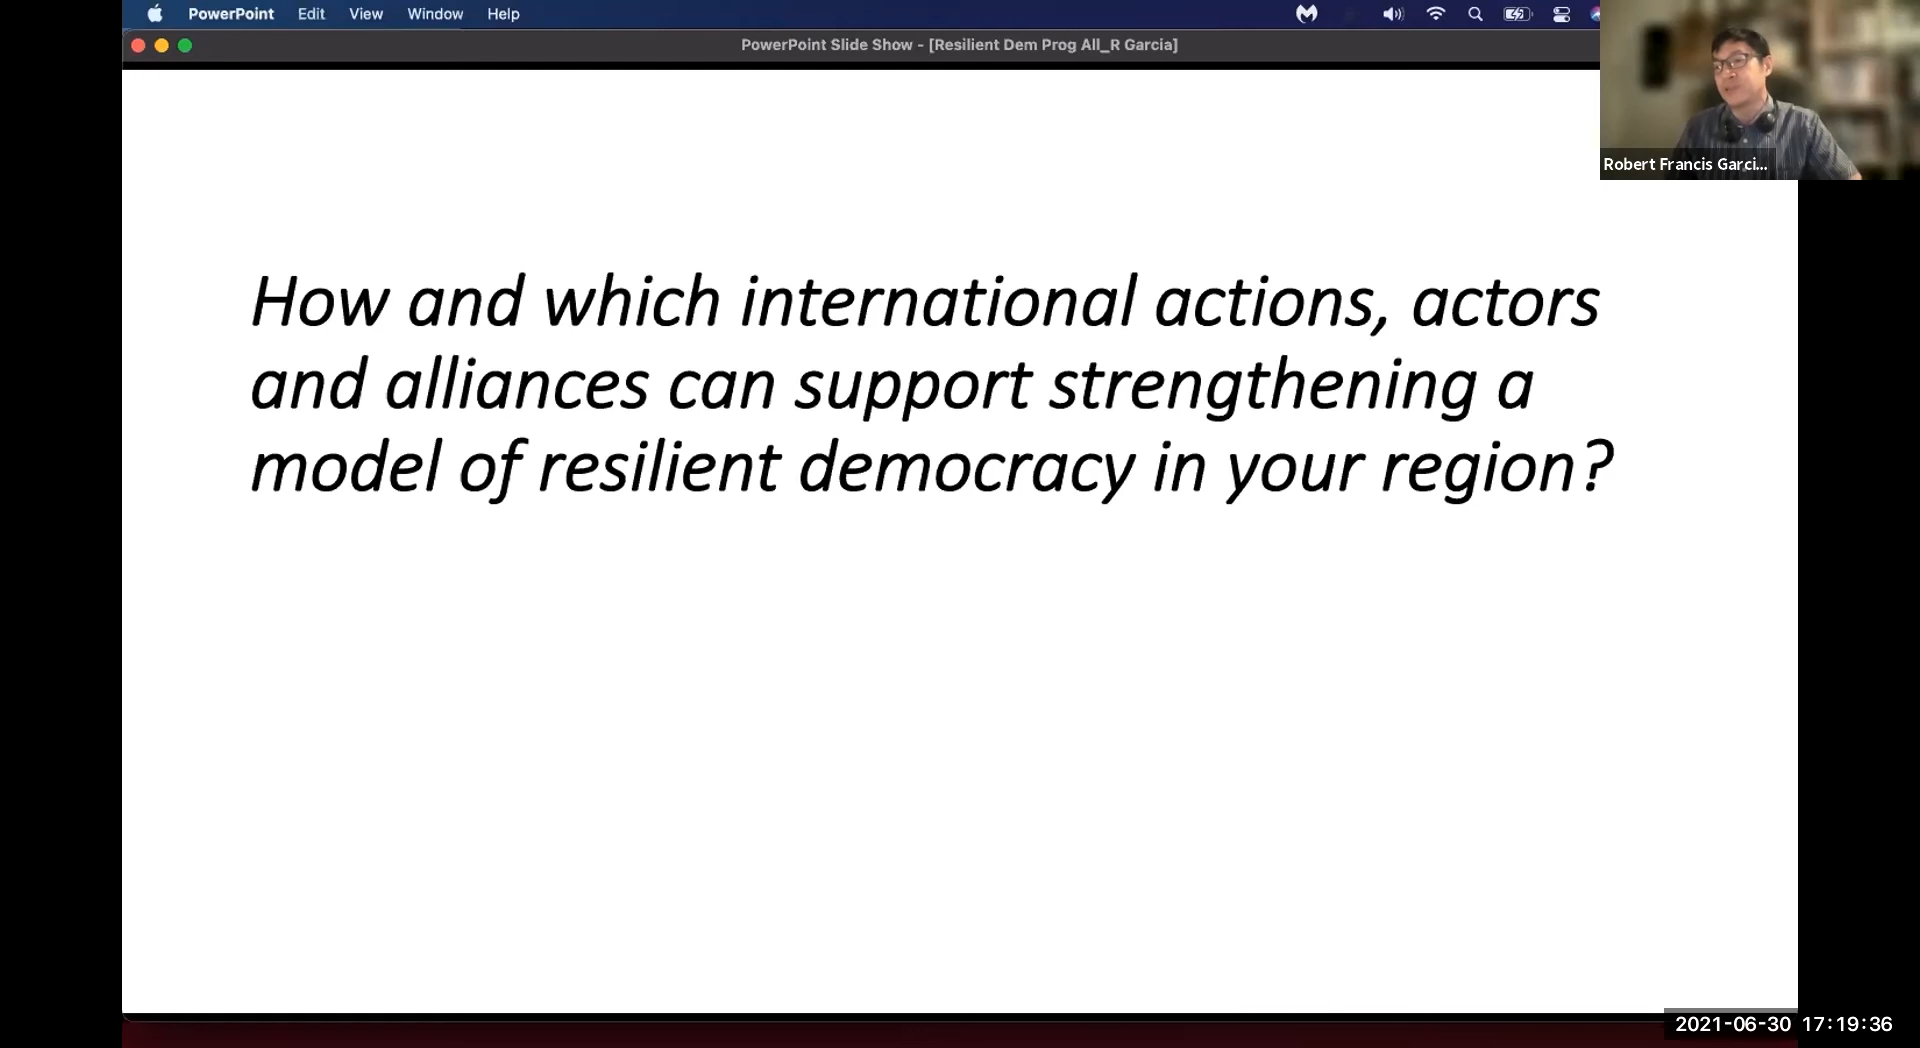 PowerPoint Edit View Window Help
PowerPoint Slide Show - [Resilient Dem Prog All_R Garcia]
Robert Francis Garci...
How and which international actions, actors
and alliances can support strengthening a
model of resilient democracy in your region?
2021-06-30 17:19:36